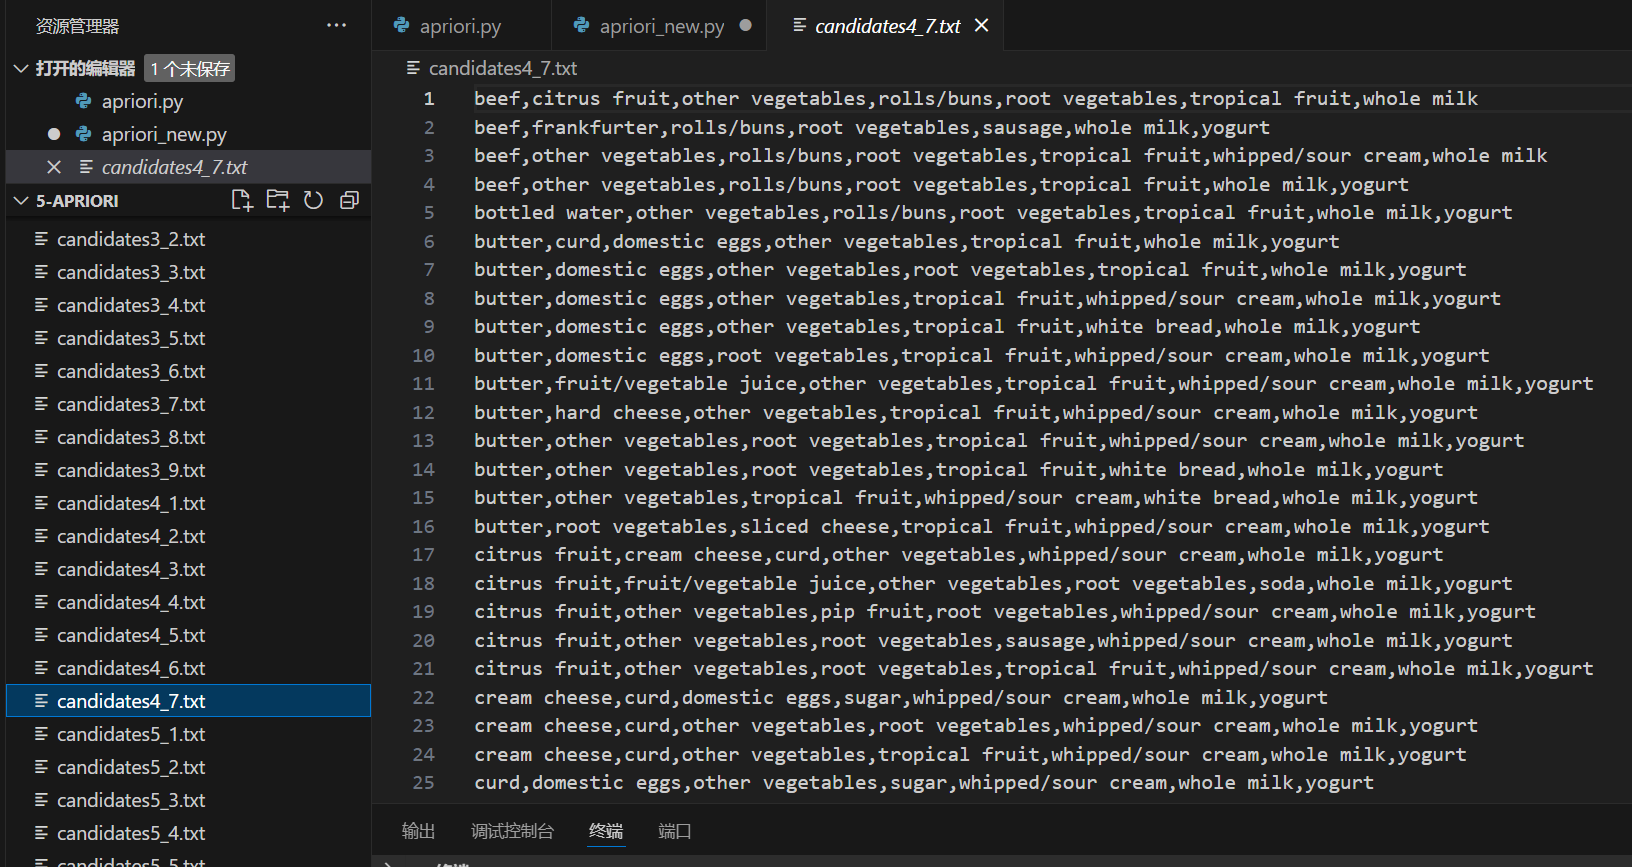 资源管理器
打开的编辑器 1 个未保存
apriori.py
apriori_new.py
candidates4_7.txt
5-APRIORI
candidates3_2.txt
candidates3_3.txt
candidates3_4.txt
candidates3_5.txt
candidates3_6.txt
candidates3_7.txt
candidates3_8.txt
candidates3_9.txt
candidates4_1.txt
candidates4_2.txt
candidates4_3.txt
candidates4_4.txt
candidates4_5.txt
candidates4_6.txt
candidates4_7.txt
candidates5_1.txt
candidates5_2.txt
candidates5_3.txt
candidates5_4.txt
candidates5_5.txt
apriori.py apriori_new.py candidates4_7.txt
candidates4_7.txt
1 beef,citrus fruit,other vegetables,rolls/buns,root vegetables,tropical fruit,whole milk
2 beef,frankfurter,rolls/buns,root vegetables,sausage,whole milk,yogurt
3 beef,other vegetables,rolls/buns,root vegetables,tropical fruit,whipped/sour cream,whole milk
4 beef,other vegetables,rolls/buns,root vegetables,tropical fruit,whole milk,yogurt
5 bottled water,other vegetables,rolls/buns,root vegetables,tropical fruit,whole milk,yogurt
6 butter,curd,domestic eggs,other vegetables,tropical fruit,whole milk,yogurt
7 butter,domestic eggs,other vegetables,root vegetables,tropical fruit,whole milk,yogurt
8 butter,domestic eggs,other vegetables,tropical fruit,whipped/sour cream,whole milk,yogurt
9 butter,domestic eggs,other vegetables,tropical fruit,white bread,whole milk,yogurt
10 butter,domestic eggs,root vegetables,tropical fruit,whipped/sour cream,whole milk,yogurt
11 butter,fruit/vegetable juice,other vegetables,tropical fruit,whipped/sour cream,whole milk,yogurt
12 butter,hard cheese,other vegetables,tropical fruit,whipped/sour cream,whole milk,yogurt
13 butter,other vegetables,root vegetables,tropical fruit,whipped/sour cream,whole milk,yogurt
14 butter,other vegetables,root vegetables,tropical fruit,white bread,whole milk,yogurt
15 butter,other vegetables,tropical fruit,whipped/sour cream,white bread,whole milk,yogurt
16 butter,root vegetables,sliced cheese,tropical fruit,whipped/sour cream,whole milk,yogurt
17 citrus fruit,cream cheese,curd,other vegetables,whipped/sour cream,whole milk,yogurt
18 citrus fruit,fruit/vegetable juice,other vegetables,root vegetables,soda,whole milk,yogurt
19 citrus fruit,other vegetables,pip fruit,root vegetables,whipped/sour cream,whole milk,yogurt
20 citrus fruit,other vegetables,root vegetables,sausage,whipped/sour cream,whole milk,yogurt
21 citrus fruit,other vegetables,root vegetables,tropical fruit,whipped/sour cream,whole milk,yogurt
22 cream cheese,curd,domestic eggs,sugar,whipped/sour cream,whole milk,yogurt
23 cream cheese,curd,other vegetables,root vegetables,whipped/sour cream,whole milk,yogurt
24 cream cheese,curd,other vegetables,tropical fruit,whipped/sour cream,whole milk,yogurt
25 curd,domestic eggs,other vegetables,sugar,whipped/sour cream,whole milk,yogurt
输出 调试控制台 终端 端口